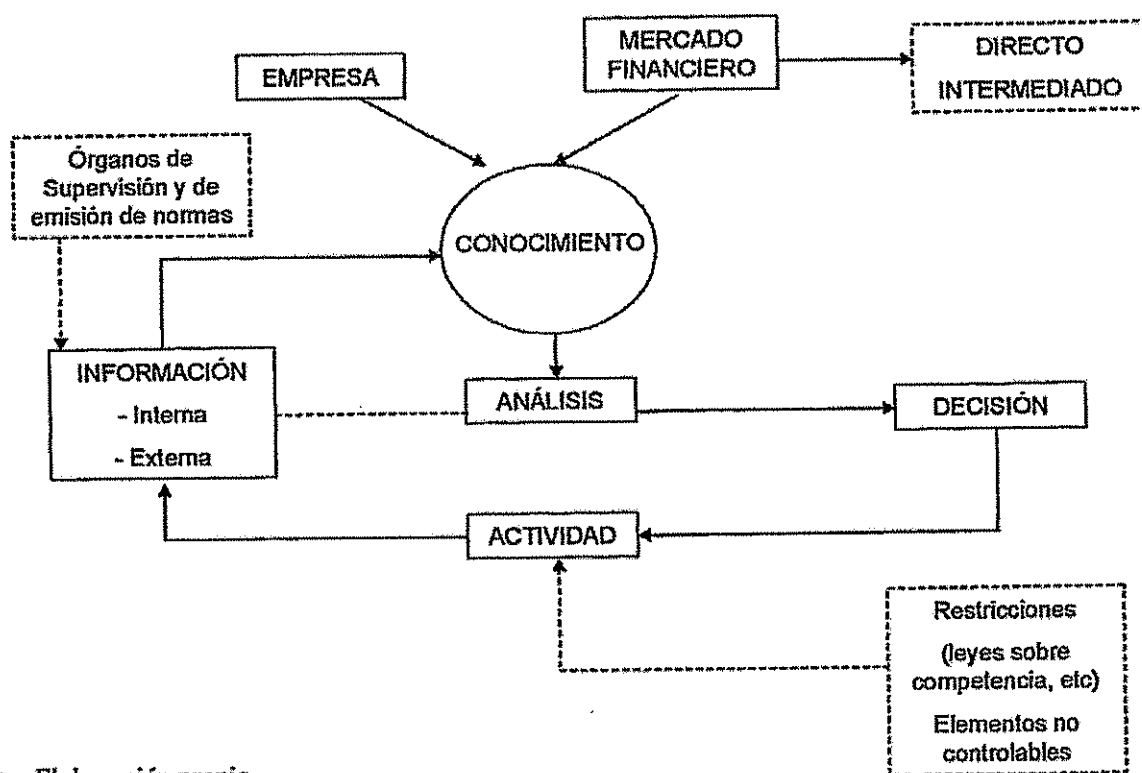 MERCADO
FINANCIERO
DIRECTO
INTERMEDIADO
EMPRESA
Órganos de
Supervisión y de
emisión de normas
CONOCIMIENTO
INFORMACIÓN
- Interna
- Externa
ANÁLISIS
DECISIÓN
ACTIVIDAD
Restricciones
(leyes sobre
competencia, etc)
Elementos no
controlables